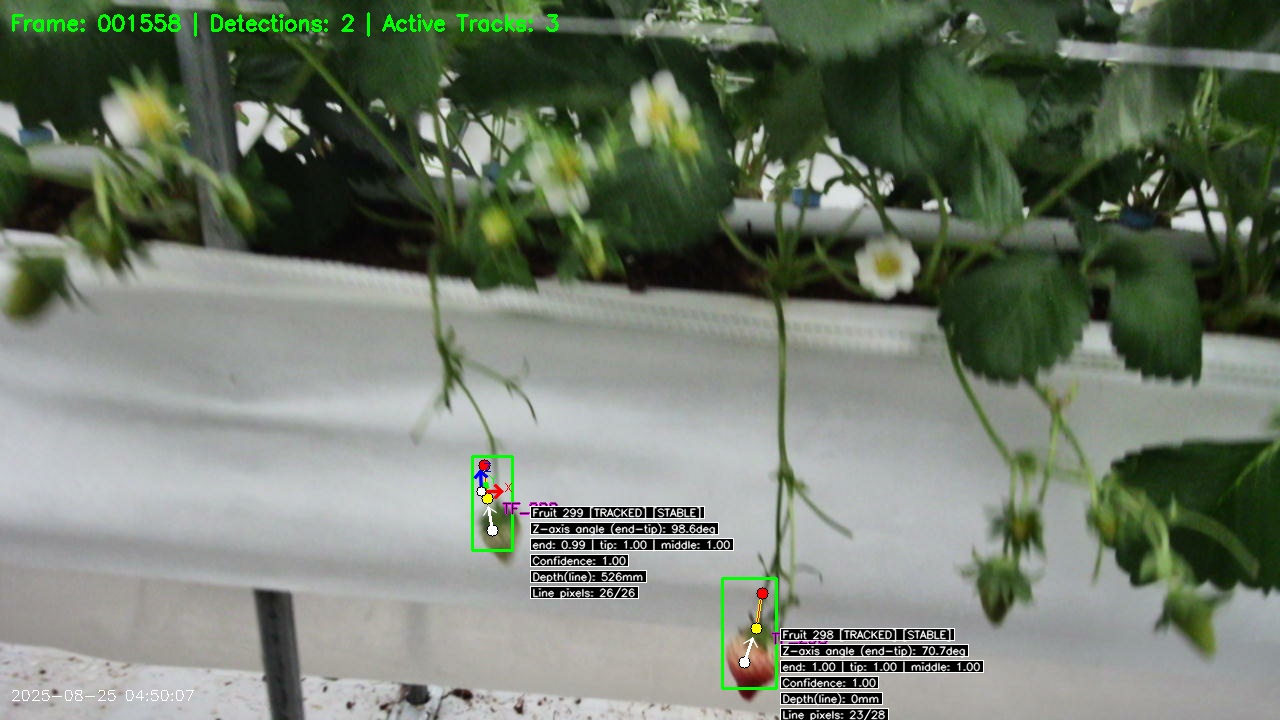 Frame: 001558 | Detections: 2 | Active Tracks: 3
X
Fruit 299 [TRACKED] [STABLE]
Z-axis angle (end-tip): 98.6deg
end: 0.99 | tip: 1.00 | middle: 1.00
Confidence: 1.00
Depth(line): 526mm
Line pixels: 26/26
Fruit 298 [TRACKED] [STABLE]
Z-axis angle (end-tip): 70.7deg
end: 1.00 | tip: 1.00 | middle: 1.00
Confidence: 1.00
Depth(line): 0mm
Line pixels: 23/28
2025-08-25 04:50:07